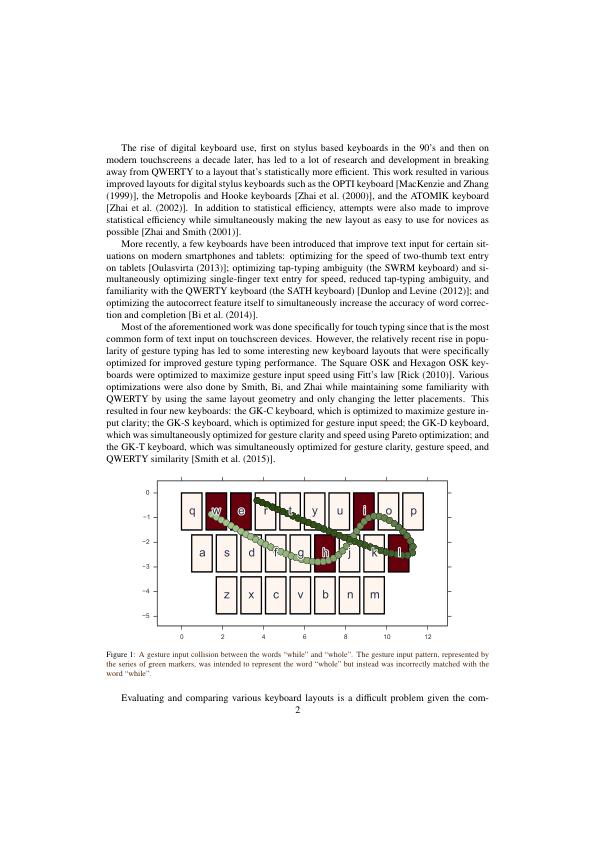 The rise of digital keyboard use, first on stylus based keyboards in the 90's and then on
modern touchscreens a decade later, has led to a lot of research and development in breaking
away from QWERTY to a layout that's statistically more efficient. This work resulted in various
improved layouts for digital stylus keyboards such as the OPTI keyboard [MacKenzie and Zhang
(1999)], the Metropolis and Hooke keyboards [Zhai et al. (2000)], and the ATOMIK keyboard
[Zhai et al. (2002)]. In addition to statistical efficiency, attempts were also made to improve
statistical efficiency while simultaneously making the new layout as easy to use for novices as
possible [Zhai and Smith (2001)].
More recently, a few keyboards have been introduced that improve text input for certain sit-
uations on modern smartphones and tablets: optimizing for the speed of two-thumb text entry
on tablets [Oulasvirta (2013)]; optimizing tap-typing ambiguity (the SWRM keyboard) and si-
multaneously optimizing single-finger text entry for speed, reduced tap-typing ambiguity, and
familiarity with the QWERTY keyboard (the SATH keyboard) [Dunlop and Levine (2012)]; and
optimizing the autocorrect feature itself to simultaneously increase the accuracy of word correc-
tion and completion [Bi et al. (2014)].
Most of the aforementioned work was done specifically for touch typing since that is the most
common form of text input on touchscreen devices. However, the relatively recent rise in popu-
larity of gesture typing has led to some interesting new keyboard layouts that were specifically
optimized for improved gesture typing performance. The Square OSK and Hexagon OSK key-
boards were optimized to maximize gesture input speed using Fitt's law [Rick (2010)]. Various
optimizations were also done by Smith, Bi, and Zhai while maintaining some familiarity with
QWERTY by using the same layout geometry and only changing the letter placements. This
resulted in four new keyboards: the GK-C keyboard, which is optimized to maximize gesture in-
put clarity; the GK-S keyboard, which is optimized for gesture input speed; the GK-D keyboard,
which was simultaneously optimized for gesture clarity and speed using Pareto optimization; and
the GK-T keyboard, which was simultaneously optimized for gesture clarity, gesture speed, and
QWERTY similarity [Smith et al. (2015)].
0
−1
−2
−3
−4
−5
q w e r t y u i o p
a s d f g h j k l
z x c v b n m
0 2 4 6 8 10 12
Figure 1: A gesture input collision between the words “while” and “whole”. The gesture input pattern, represented by
the series of green markers, was intended to represent the word “whole” but instead was incorrectly matched with the
word “while”.
Evaluating and comparing various keyboard layouts is a difficult problem given the com-
2